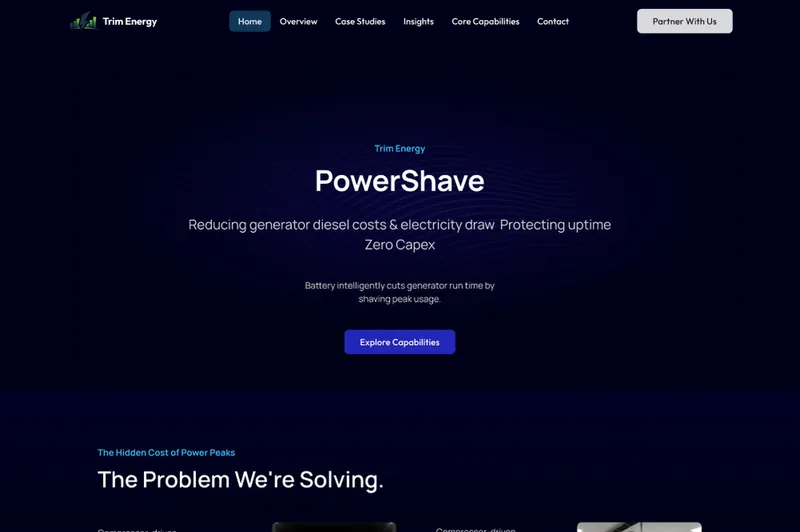 Trim Energy
Home
Overview
Case Studies
Insights
Core Capabilities
Contact
Partner With Us
Trim Energy
PowerShave
Reducing generator diesel costs & electricity draw Protecting uptime
Zero Capex
Battery intelligently cuts generator run time by
shaving peak usage.
Explore Capabilities
The Hidden Cost of Power Peaks
The Problem We're Solving.